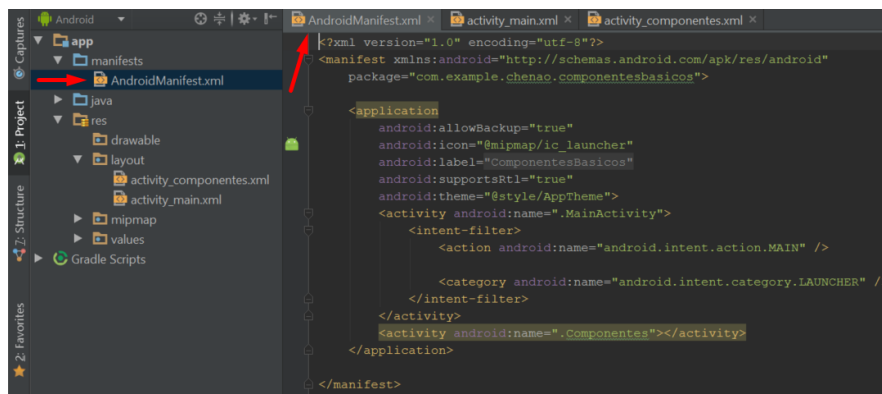 Captures
1: Project
7: Structure
2: Favorites
Android
app
manifests
AndroidManifest.xml
java
res
drawable
layout
activity_componentes.xml
activity_main.xml
mipmap
values
Gradle Scripts
AndroidManifest.xml × activity_main.xml × activity_componentes.xml ×
<?xml version="1.0" encoding="utf-8"?>
<manifest xmlns:android="http://schemas.android.com/apk/res/android"
package="com.example.chenao.componentesbasicos">
<application
android:allowBackup="true"
android:icon="@mipmap/ic_launcher"
android:label="ComponentesBasicos"
android:supportsRtl="true"
android:theme="@style/AppTheme">
<activity android:name=".MainActivity">
<intent-filter>
<action android:name="android.intent.action.MAIN" />
<category android:name="android.intent.category.LAUNCHER" /
</intent-filter>
</activity>
<activity android:name=".Componentes"></activity>
</application>
</manifest>